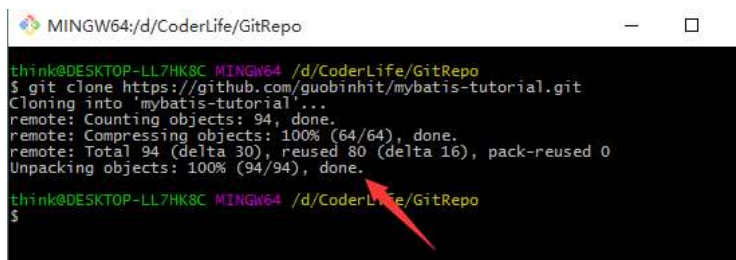 MINGW64:/d/CoderLife/GitRepo
think@DESKTOP-LL7HK8C MINGW64 /d/CoderLife/GitRepo
$ git clone https://github.com/guobinhit/mybatis-tutorial.git
Cloning into 'mybatis-tutorial'...
remote: Counting objects: 94, done.
remote: Compressing objects: 100% (64/64), done.
remote: Total 94 (delta 30), reused 80 (delta 16), pack-reused 0
Unpacking objects: 100% (94/94), done.
think@DESKTOP-LL7HK8C MINGW64 /d/CoderLife/GitRepo
$